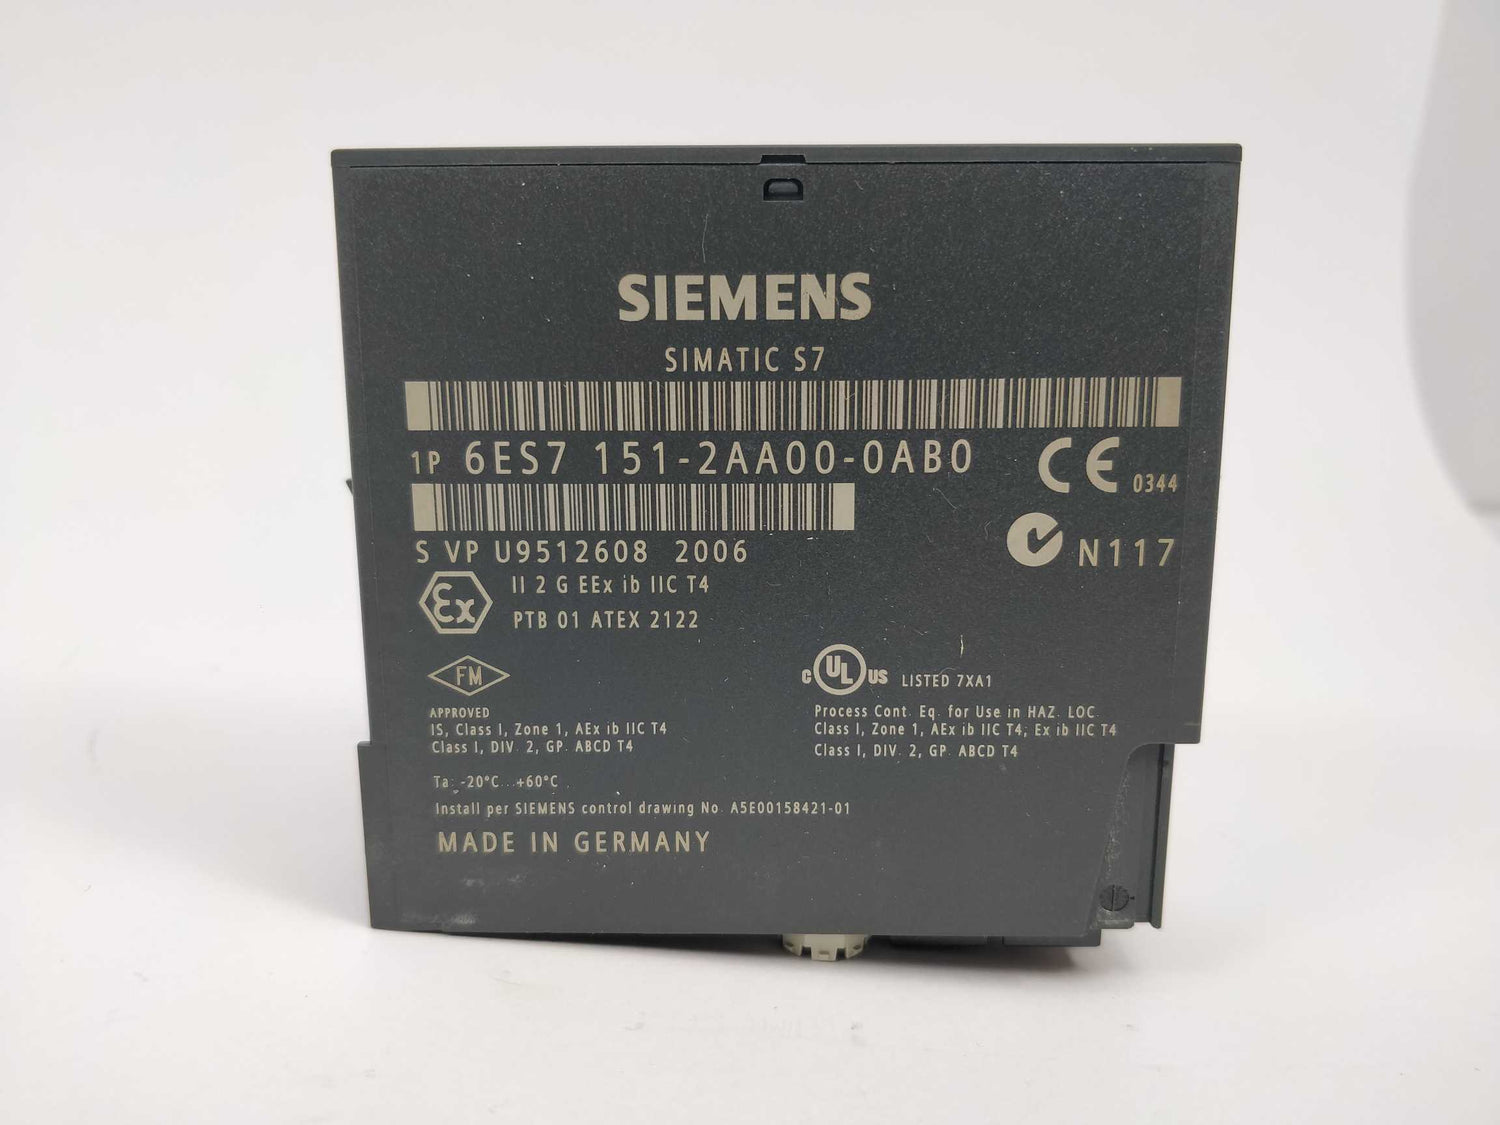 SIEMENS
SIMATIC S7
1P 6ES7 151-2AA00-0AB0
CE 0344
S VP U9512608 2006
N117
Ex II 2 G EEx ib IIC T4
PTB 01 ATEX 2122
FM
APPROVED
IS, Class I, Zone 1, AEx ib IIC T4
Class I, DIV. 2, GP. ABCD T4
C UL US LISTED 7XA1
Process Cont. Eq. for Use in HAZ. LOC.
Class I, Zone 1, AEx ib IIC T4; Ex ib IIC T4
Class I, DIV. 2, GP. ABCD T4
Ta: -20°C...+60°C
Install per SIEMENS control drawing No. A5E00158421-01
MADE IN GERMANY